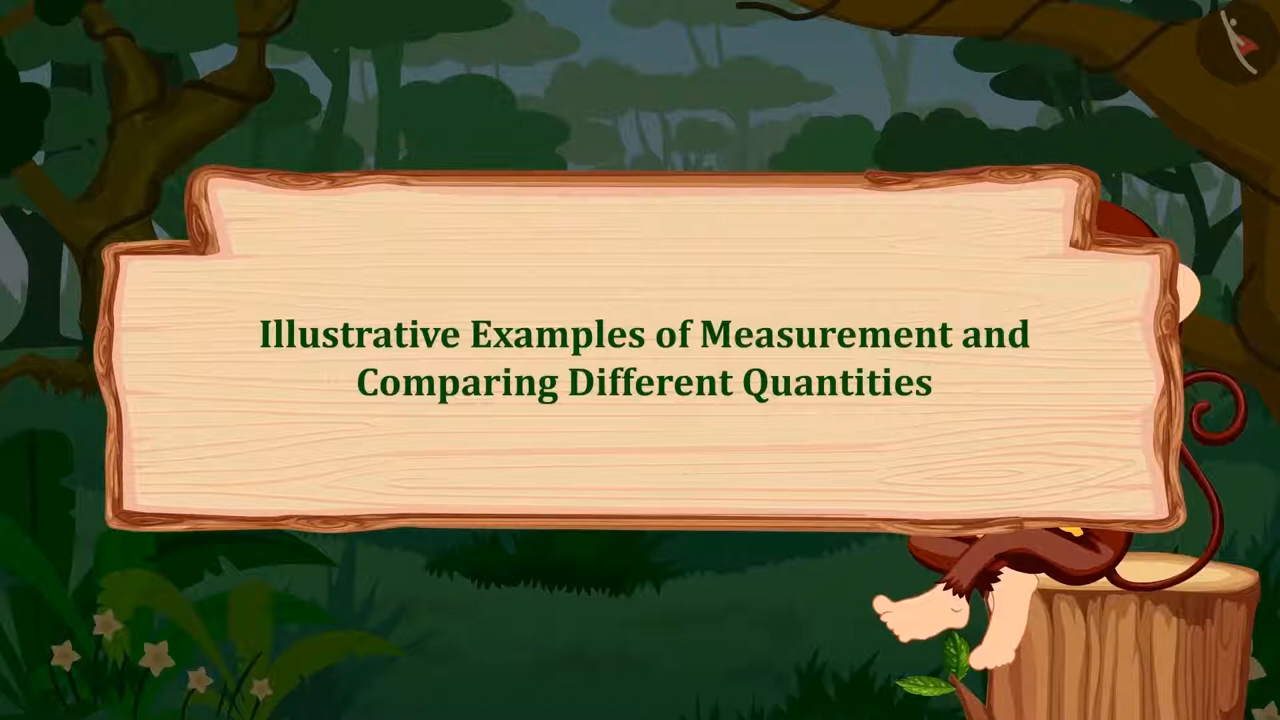 Illustrative Examples of Measurement and
Comparing Different Quantities